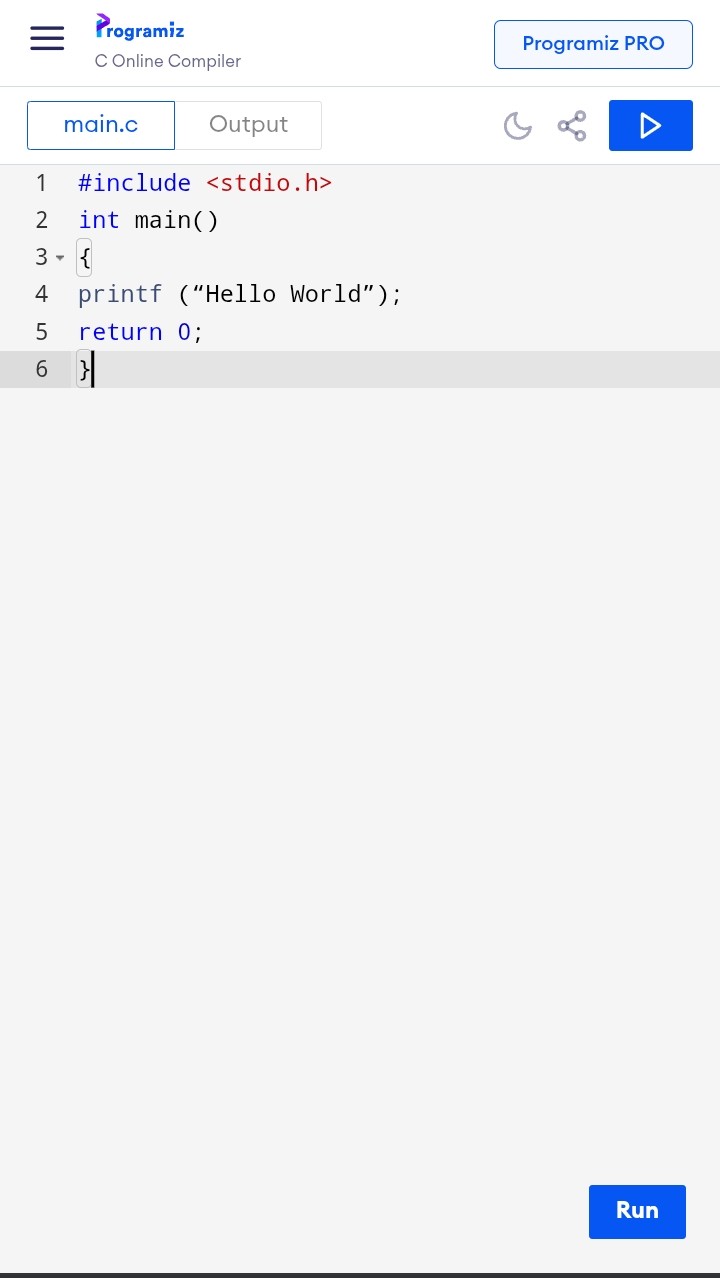 Programiz
C Online Compiler
Programiz PRO
main.c
Output
1 #include <stdio.h>
2 int main()
3 {
4 printf (“Hello World”);
5 return 0;
6 }
Run